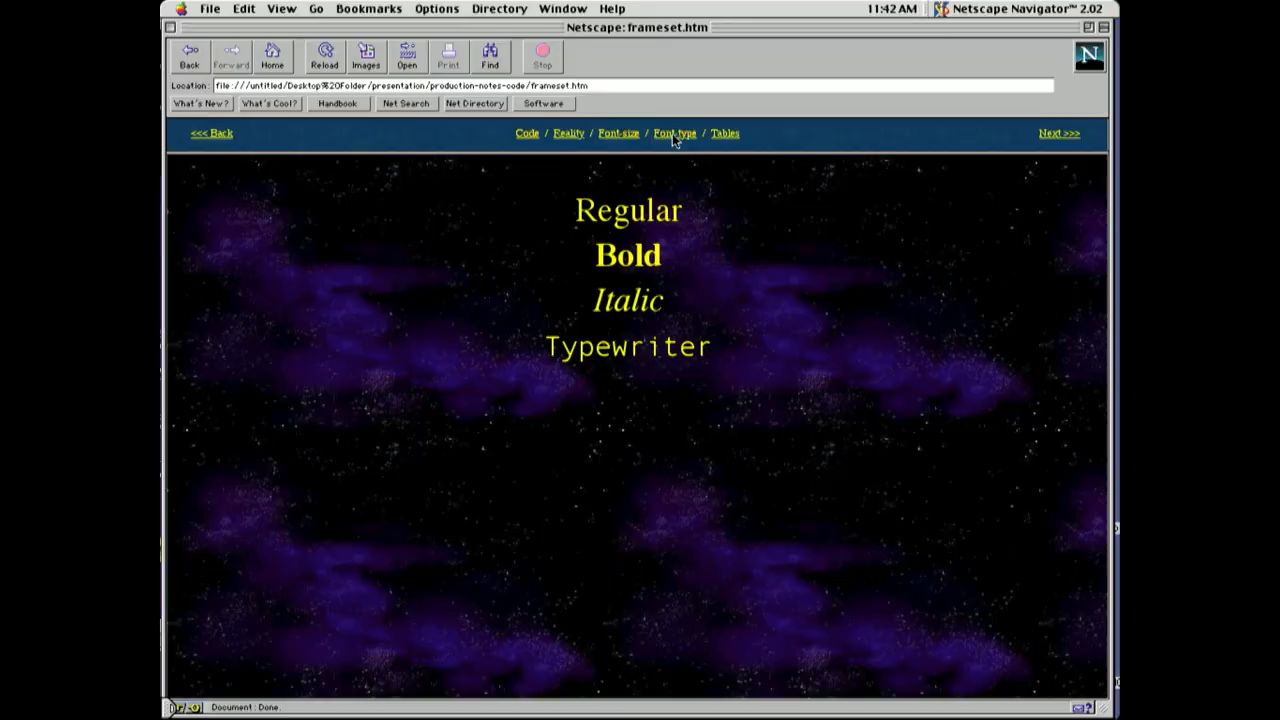 File Edit View Go Bookmarks Options Directory Window Help 11:42 AM Netscape Navigator™ 2.02
Netscape: frameset.htm
Back Forward Home Reload Images Open Print Find Stop N
Location: file:///untitled/Desktop%20Folder/presentation/production-notes-code/frameset.htm
What's New? What's Cool? Handbook Net Search Net Directory Software
<<< Back Code / Reality / Font-size / Font-type / Tables Next >>>
Regular
Bold
Italic
Typewriter
Document: Done.